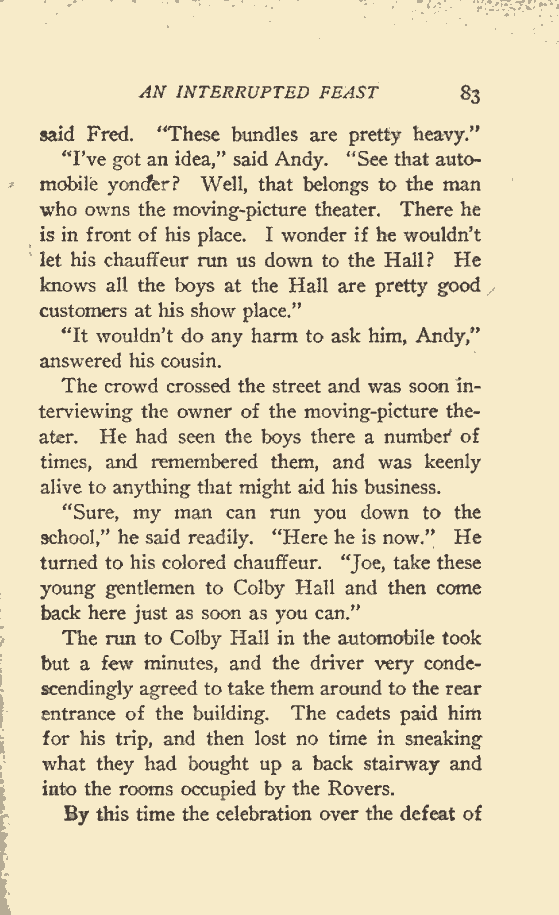 AN INTERRUPTED FEAST 83
said Fred. “These bundles are pretty heavy.”
“I’ve got an idea,” said Andy. “See that auto-
mobile yonder? Well, that belongs to the man
who owns the moving-picture theater. There he
is in front of his place. I wonder if he wouldn’t
let his chauffeur run us down to the Hall? He
knows all the boys at the Hall are pretty good
customers at his show place.”
“It wouldn’t do any harm to ask him, Andy,”
answered his cousin.
The crowd crossed the street and was soon in-
terviewing the owner of the moving-picture the-
ater. He had seen the boys there a number of
times, and remembered them, and was keenly
alive to anything that might aid his business.
“Sure, my man can run you down to the
school,” he said readily. “Here he is now.” He
turned to his colored chauffeur. “Joe, take these
young gentlemen to Colby Hall and then come
back here just as soon as you can.”
The run to Colby Hall in the automobile took
but a few minutes, and the driver very conde-
scendingly agreed to take them around to the rear
entrance of the building. The cadets paid him
for his trip, and then lost no time in sneaking
what they had bought up a back stairway and
into the rooms occupied by the Rovers.
By this time the celebration over the defeat of